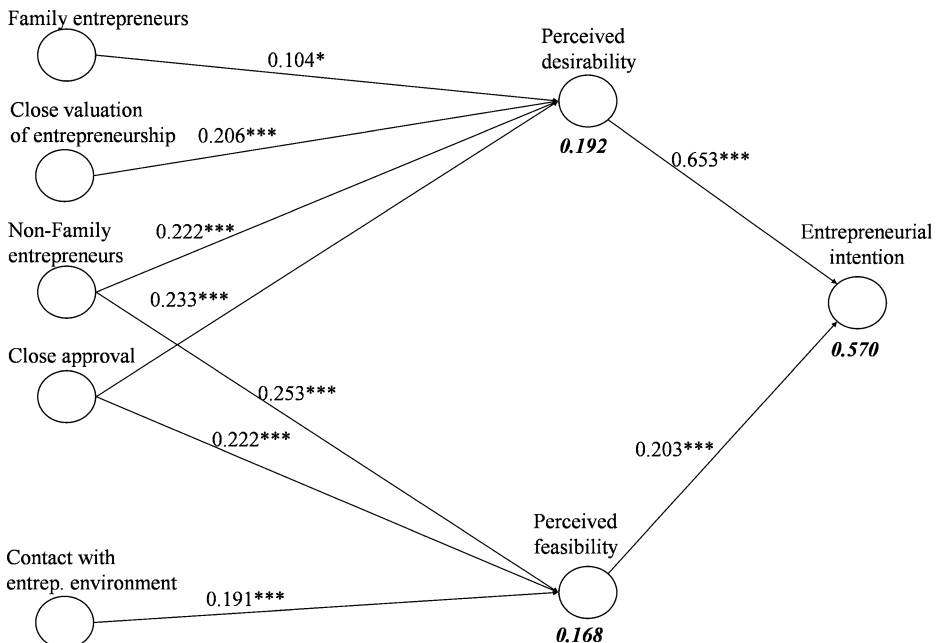 Family entrepreneurs
0.104*
Perceived
desirability
0.192
Close valuation
of entrepreneurship
0.206***
0.653***
Non-Family
entrepreneurs
0.222***
Entrepreneurial
intention
0.570
0.233***
Close approval
0.253***
0.222***
0.203***
Perceived
feasibility
0,168
Contact with
entrep. environment
0.191***